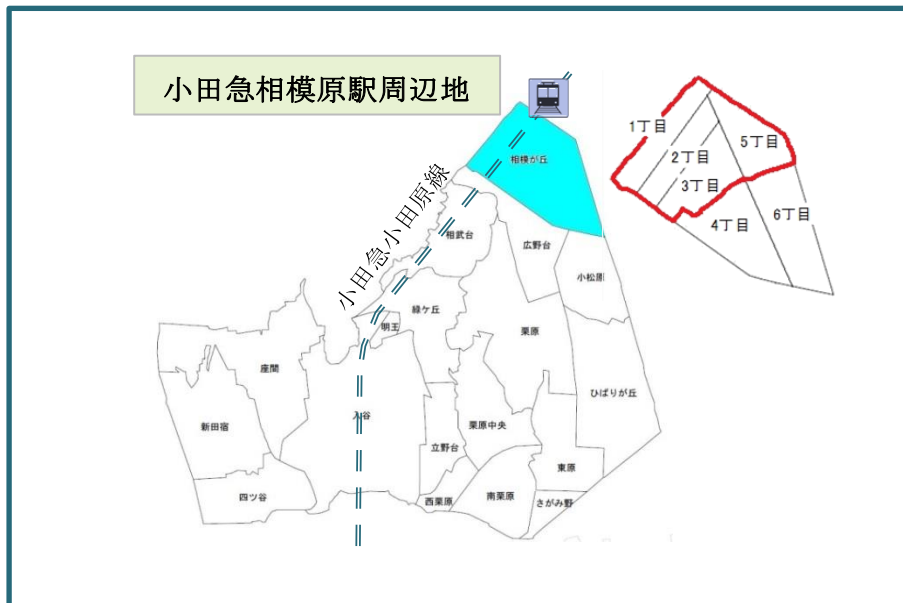 小田急相模原駅周辺地
小田急小田原線
相模が丘
1丁目
2丁目
3丁目
4丁目
5丁目
6丁目
相武台
広野台
小松原
緑ケ丘
明王
栗原
座間
ひばりが丘
入谷
新田宿
栗原中央
立野台
東原
四ツ谷
西栗原
南栗原
さがみ野